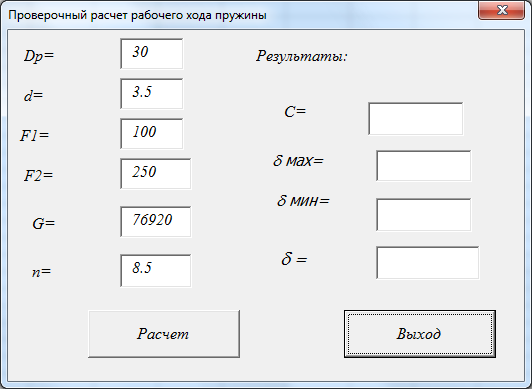 Проверочный расчет рабочего хода пружины
Dp= 30
d= 3.5
F1= 100
F2= 250
G= 76920
n= 8.5
Результаты:
C=
δ мах=
δ мин=
δ =
Расчет
Выход